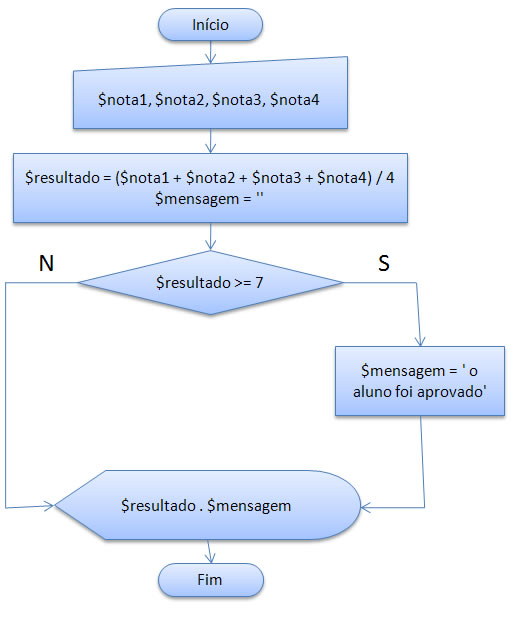 Início
$nota1, $nota2, $nota3, $nota4
$resultado = ($nota1 + $nota2 + $nota3 + $nota4) / 4
$mensagem = ''
N
S
$resultado >= 7
$mensagem = ' o
aluno foi aprovado'
$resultado . $mensagem
Fim